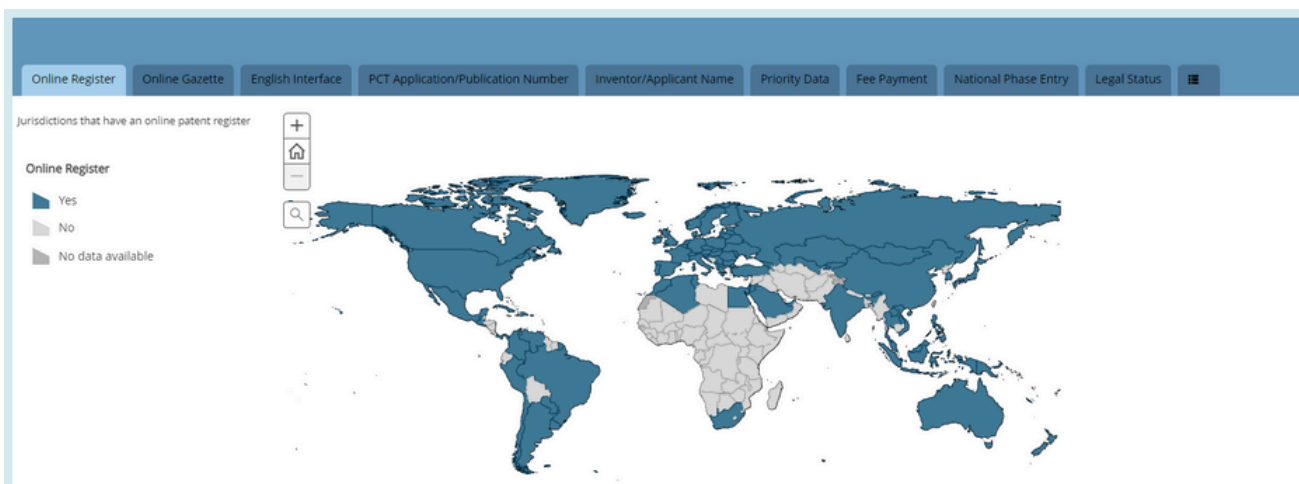 Online Register Online Gazette English Interface PCT Application/Publication Number Inventor/Applicant Name Priority Data Fee Payment National Phase Entry Legal Status
Jurisdictions that have an online patent register
Online Register
Yes
No
No data available